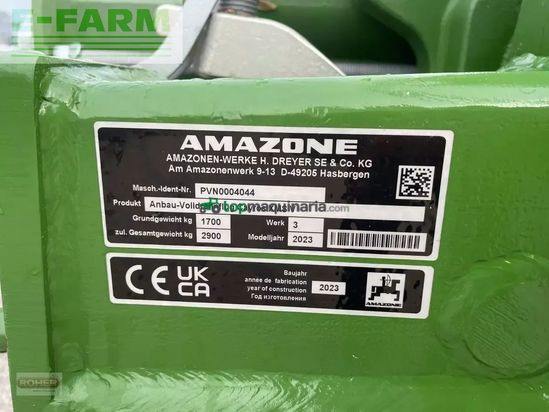 E-FARM
AMAZONE
AMAZONEN-WERKE H. DREYER SE & Co. KG
Am Amazonenwerk 9-13 D-49205 Hasbergen
Masch.-Ident-Nr. PVN0004044
Produkt Anbau-Volldrehpflug
topmaquinaria.com
Grundgewicht kg 1700 Werk 3
zul. Gesamtgewicht kg 2900 Modelljahr 2023
CE UK CA
Baujahr
année de fabrication
year of construction
Год изготовления
2023
AMAZONE
ROHER